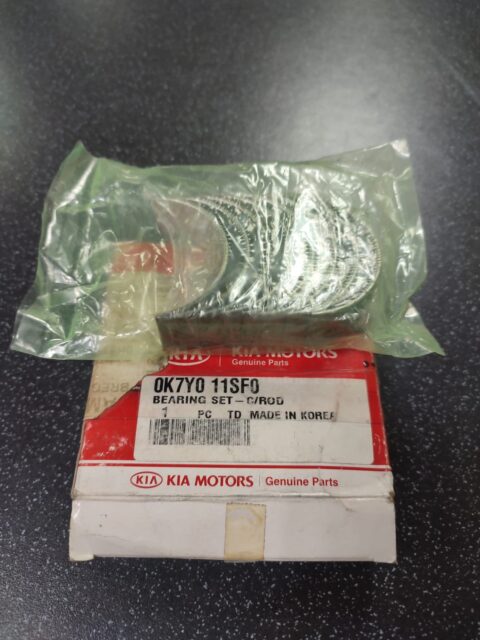 KIA KIA MOTORS
Genuine Parts
0K7Y0 11SF0
BEARING SET-C/ROD
1 PC TD MADE IN KOREA
KIA KIA MOTORS Genuine Parts